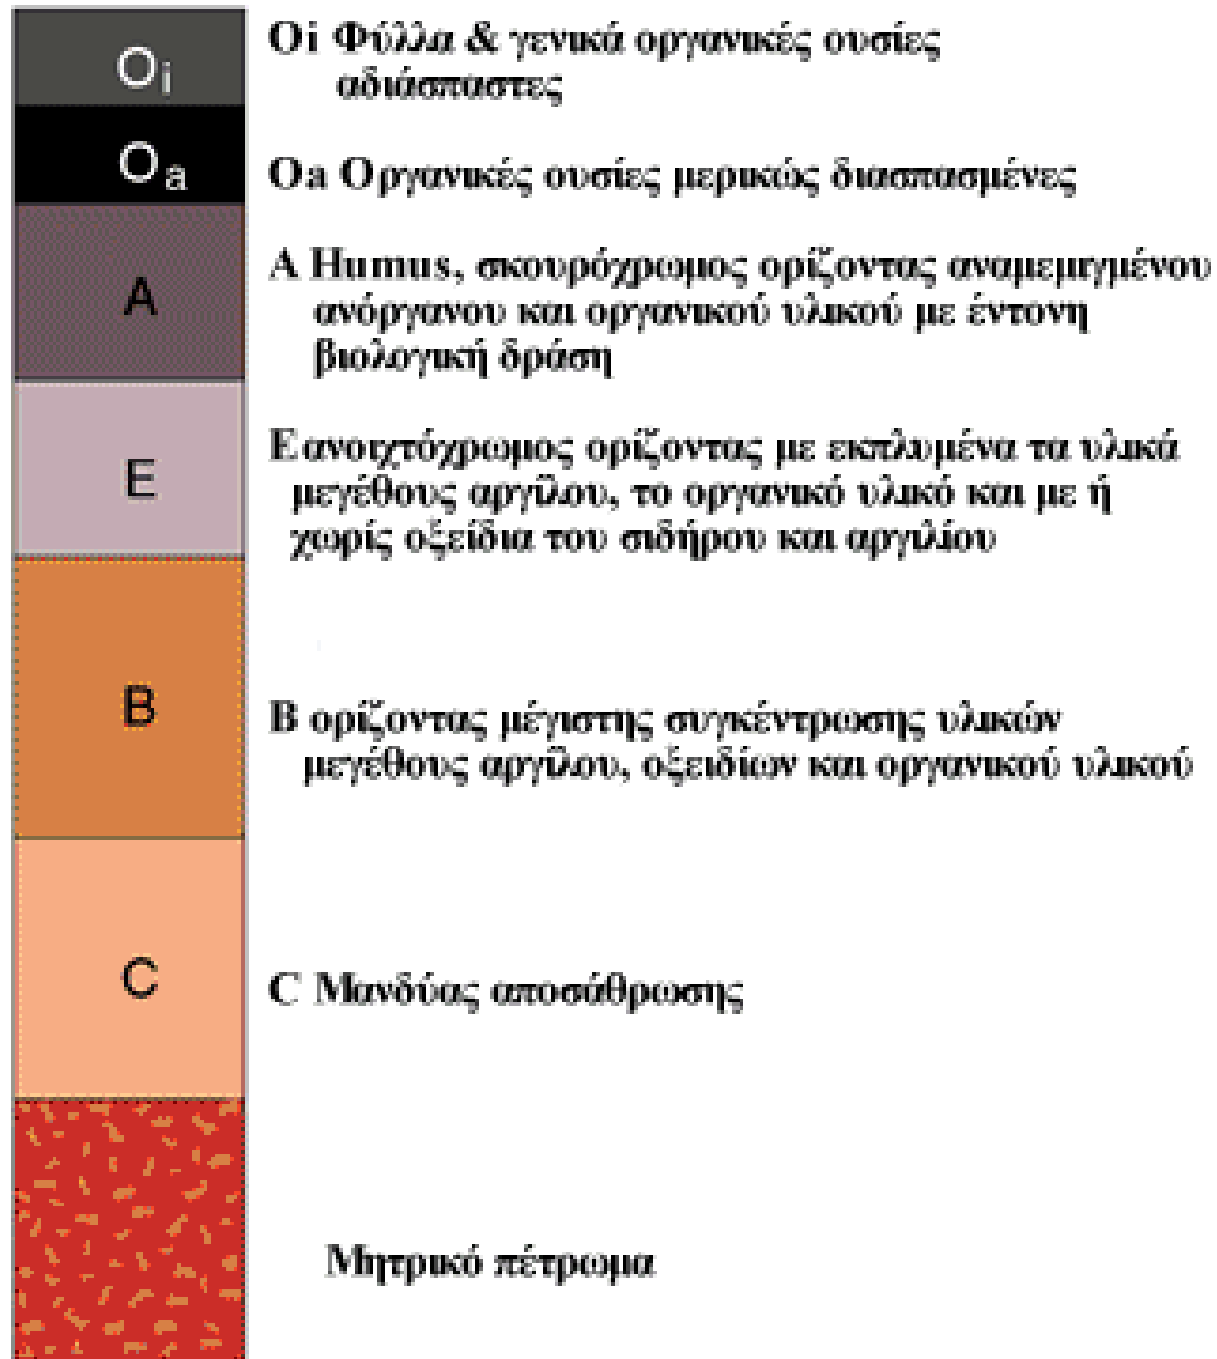 Oi
Oi Φύλλα & γενικά οργανικές ουσίες
αδιάσπαστες
Oa
Oa Οργανικές ουσίες μερικώς διασπασμένες
A
A Humus, σκουρόχρωμος ορίζοντας αναμεμιγμένου
ανόργανου και οργανικού υλικού με έντονη
βιολογική δράση
E
E ανοιχτόχρωμος ορίζοντας με εκπλυμένα τα υλικά
μεγέθους αργίλου, το οργανικό υλικό και με ή
χωρίς οξείδια του σιδήρου και αργιλίου
B
B ορίζοντας μέγιστης συγκέντρωσης υλικών
μεγέθους αργίλου, οξειδίων και οργανικού υλικού
C
C Μανδύας αποσάθρωσης
Μητρικό πέτρωμα